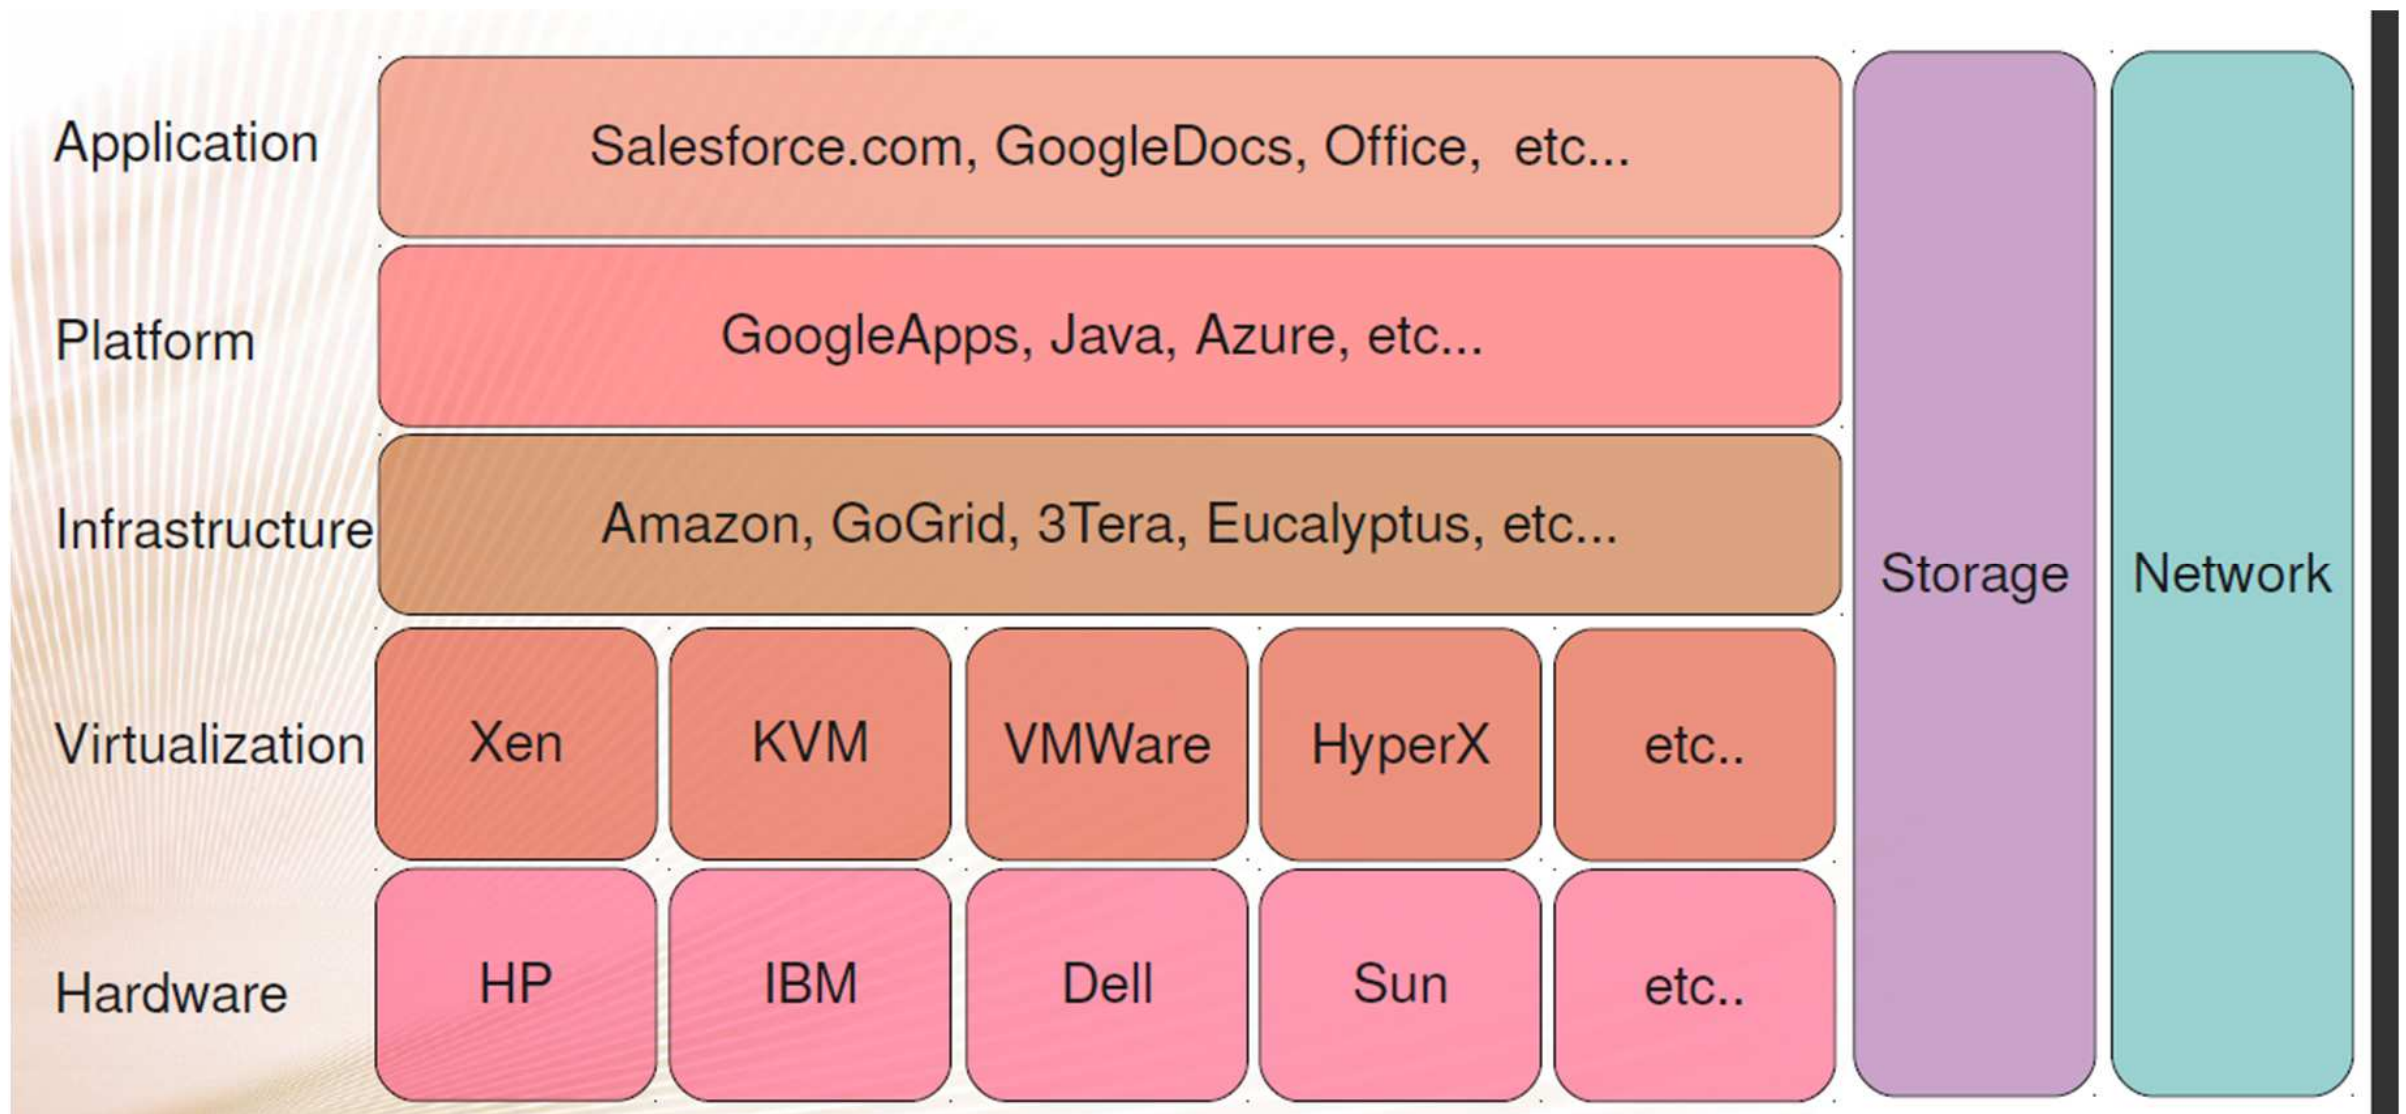 Application
Salesforce.com, GoogleDocs, Office, etc...
Platform
GoogleApps, Java, Azure, etc...
Infrastructure
Amazon, GoGrid, 3Tera, Eucalyptus, etc...
Virtualization
Xen
KVM
VMWare
HyperX
etc..
Hardware
HP
IBM
Dell
Sun
etc..
Storage
Network